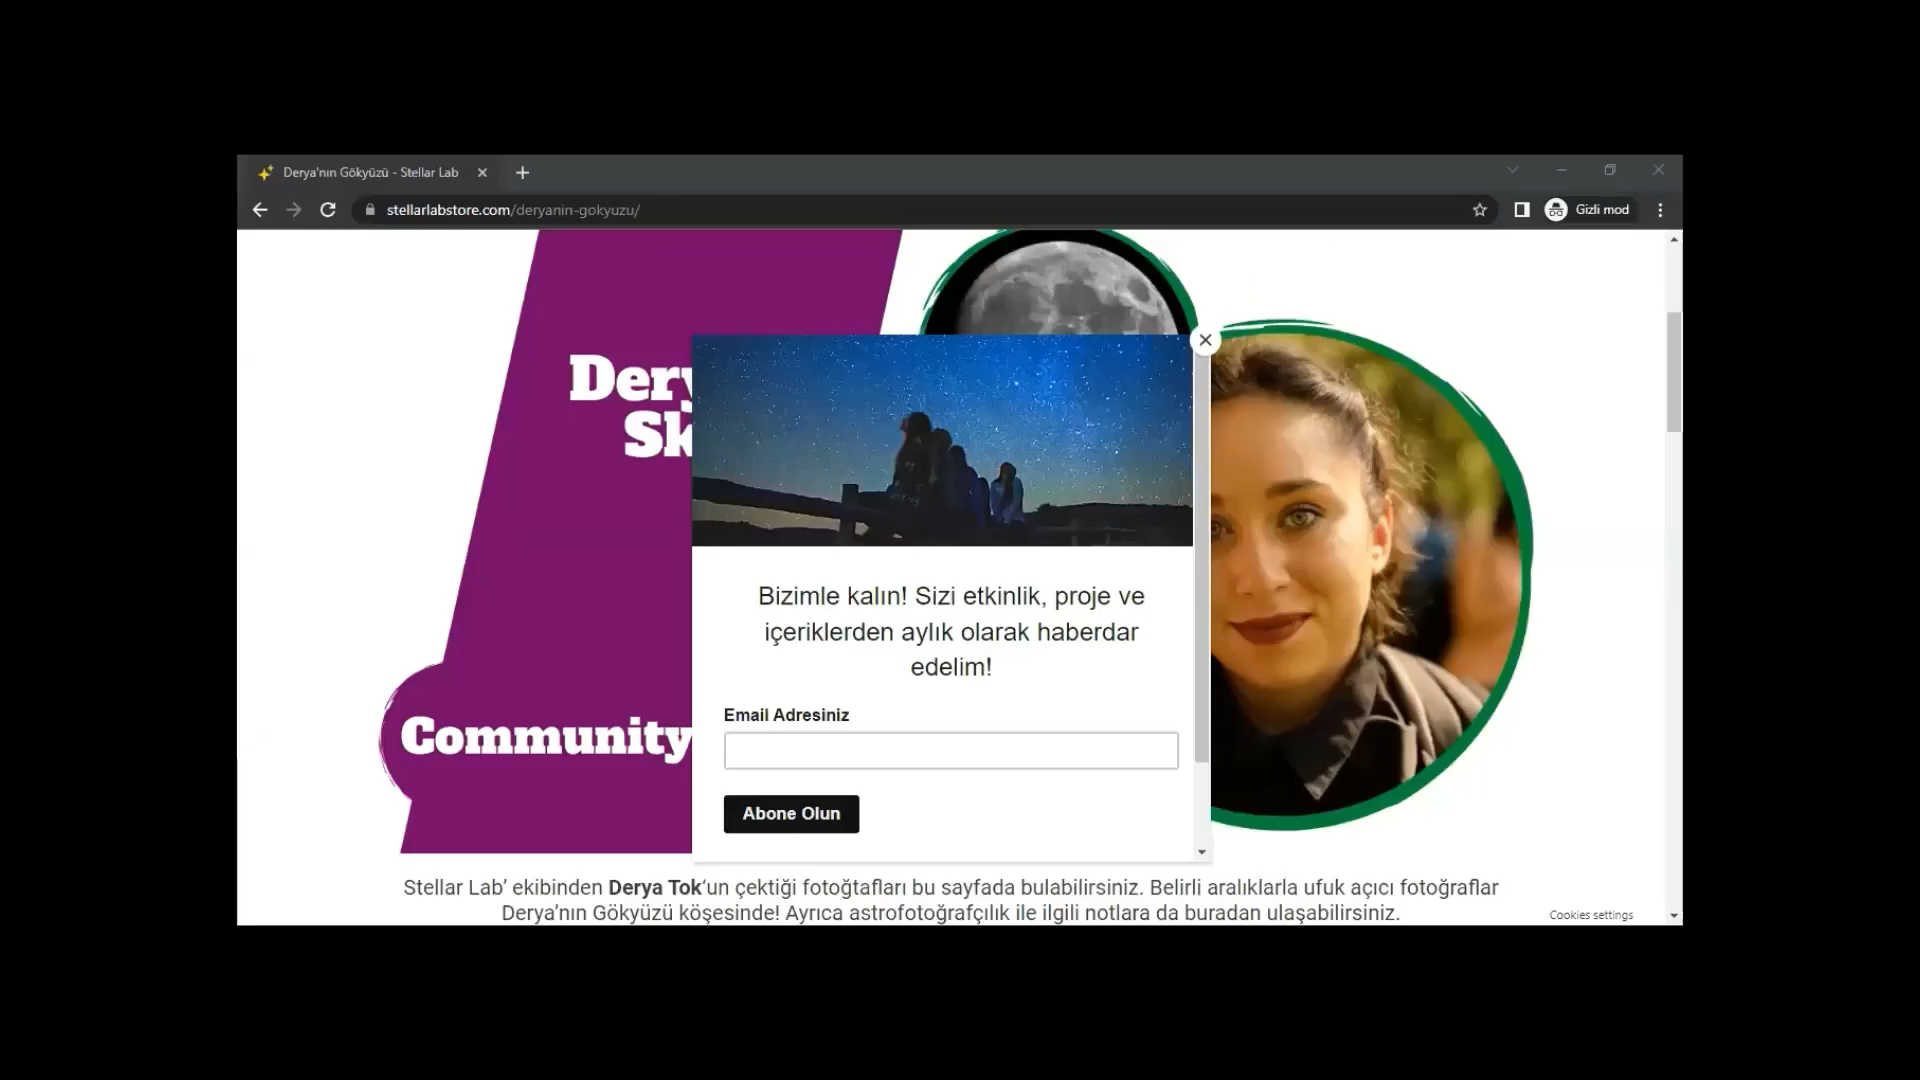 Derya'nın Gökyüzü - Stellar Lab
stellarlabstore.com/deryanin-gokyuzu/
Gizli mod
Bizimle kalın! Sizi etkinlik, proje ve
içeriklerden aylık olarak haberdar
edelim!
Email Adresiniz
Abone Olun
Community
Stellar Lab’ ekibinden Derya Tok‘un çektiği fotoğtafları bu sayfada bulabilirsiniz. Belirli aralıklarla ufuk açıcı fotoğraflar
Derya’nın Gökyüzü köşesinde! Ayrıca astrofotoğrafçılık ile ilgili notlara da buradan ulaşabilirsiniz.
Cookies settings